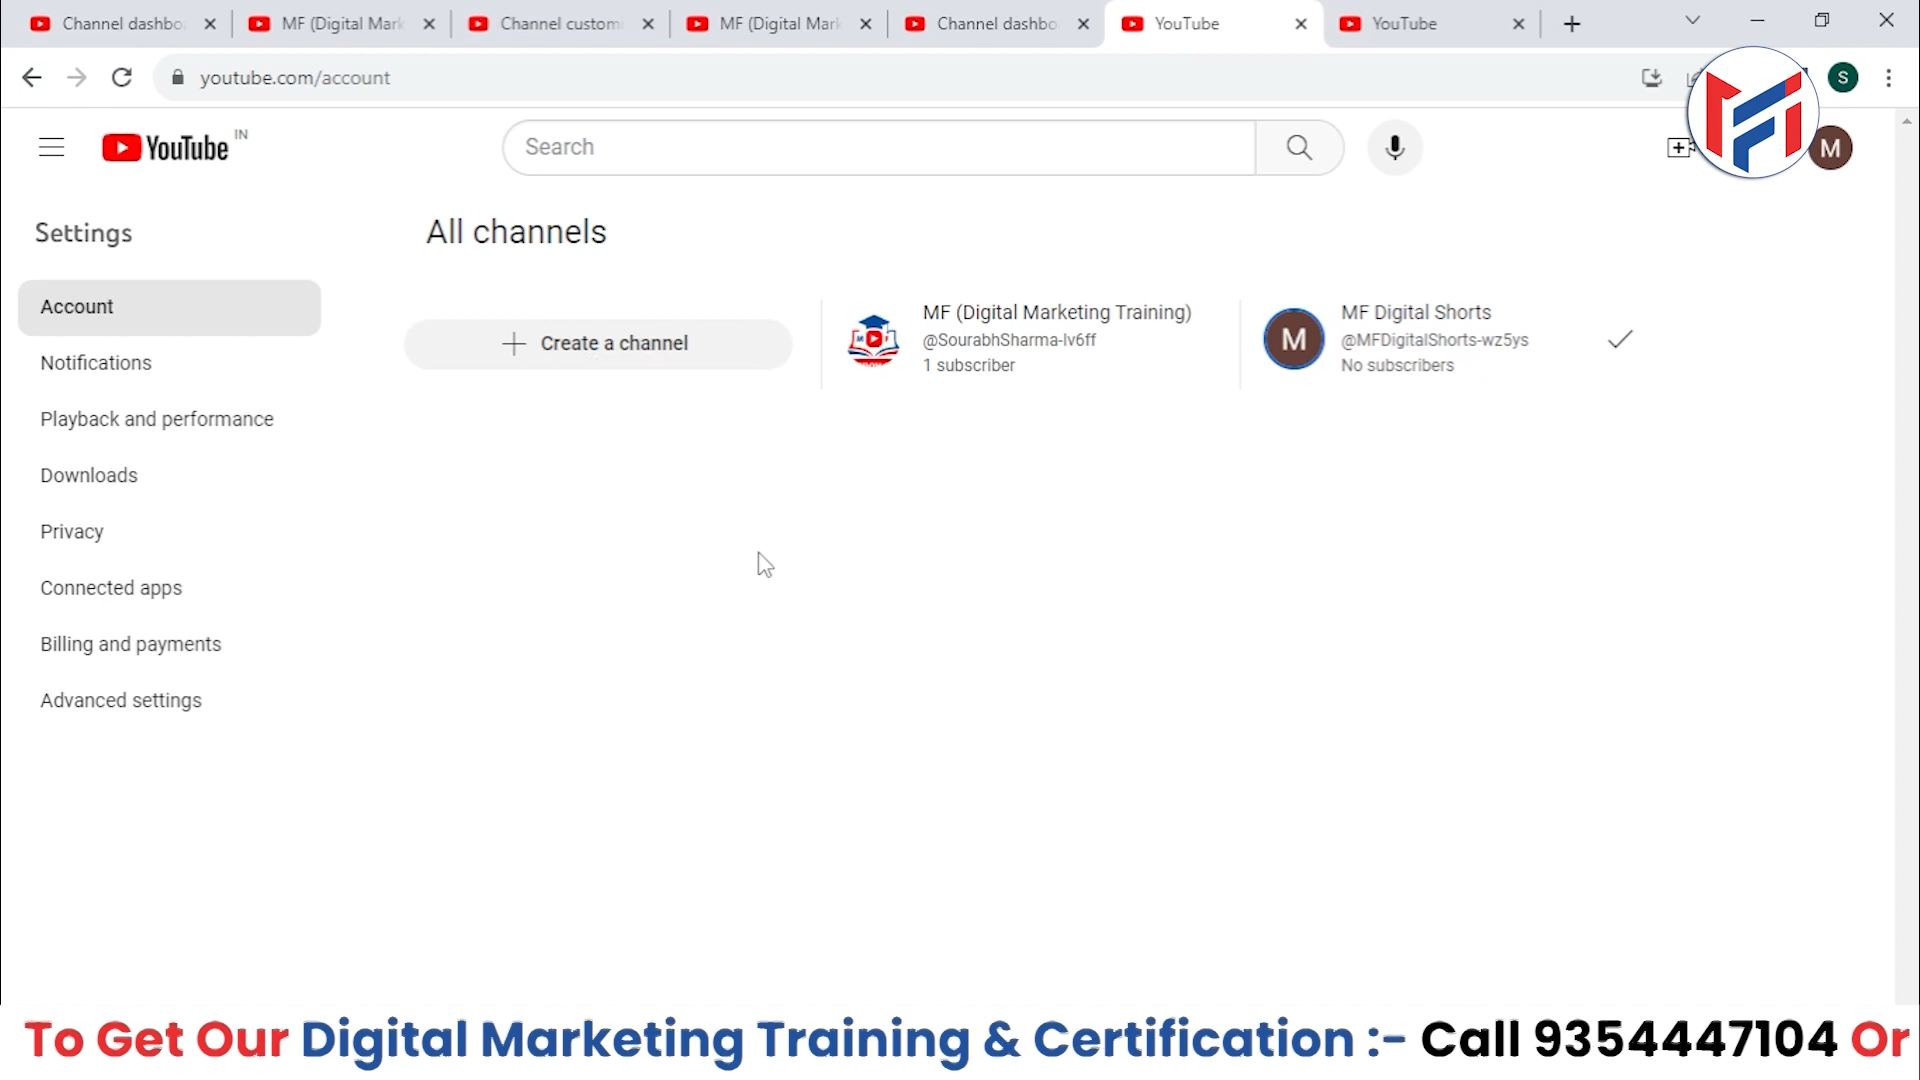 Channel dashbo
MF (Digital Mark
Channel customi
MF (Digital Mark
Channel dashbo
YouTube
YouTube
youtube.com/account
S
YouTube IN
Search
M
Settings
All channels
Account
Notifications
Playback and performance
Downloads
Privacy
Connected apps
Billing and payments
Advanced settings
Create a channel
MF (Digital Marketing Training)
@SourabhSharma-lv6ff
1 subscriber
M
MF Digital Shorts
@MFDigitalShorts-wz5ys
No subscribers
To Get Our Digital Marketing Training & Certification :- Call 9354447104 Or